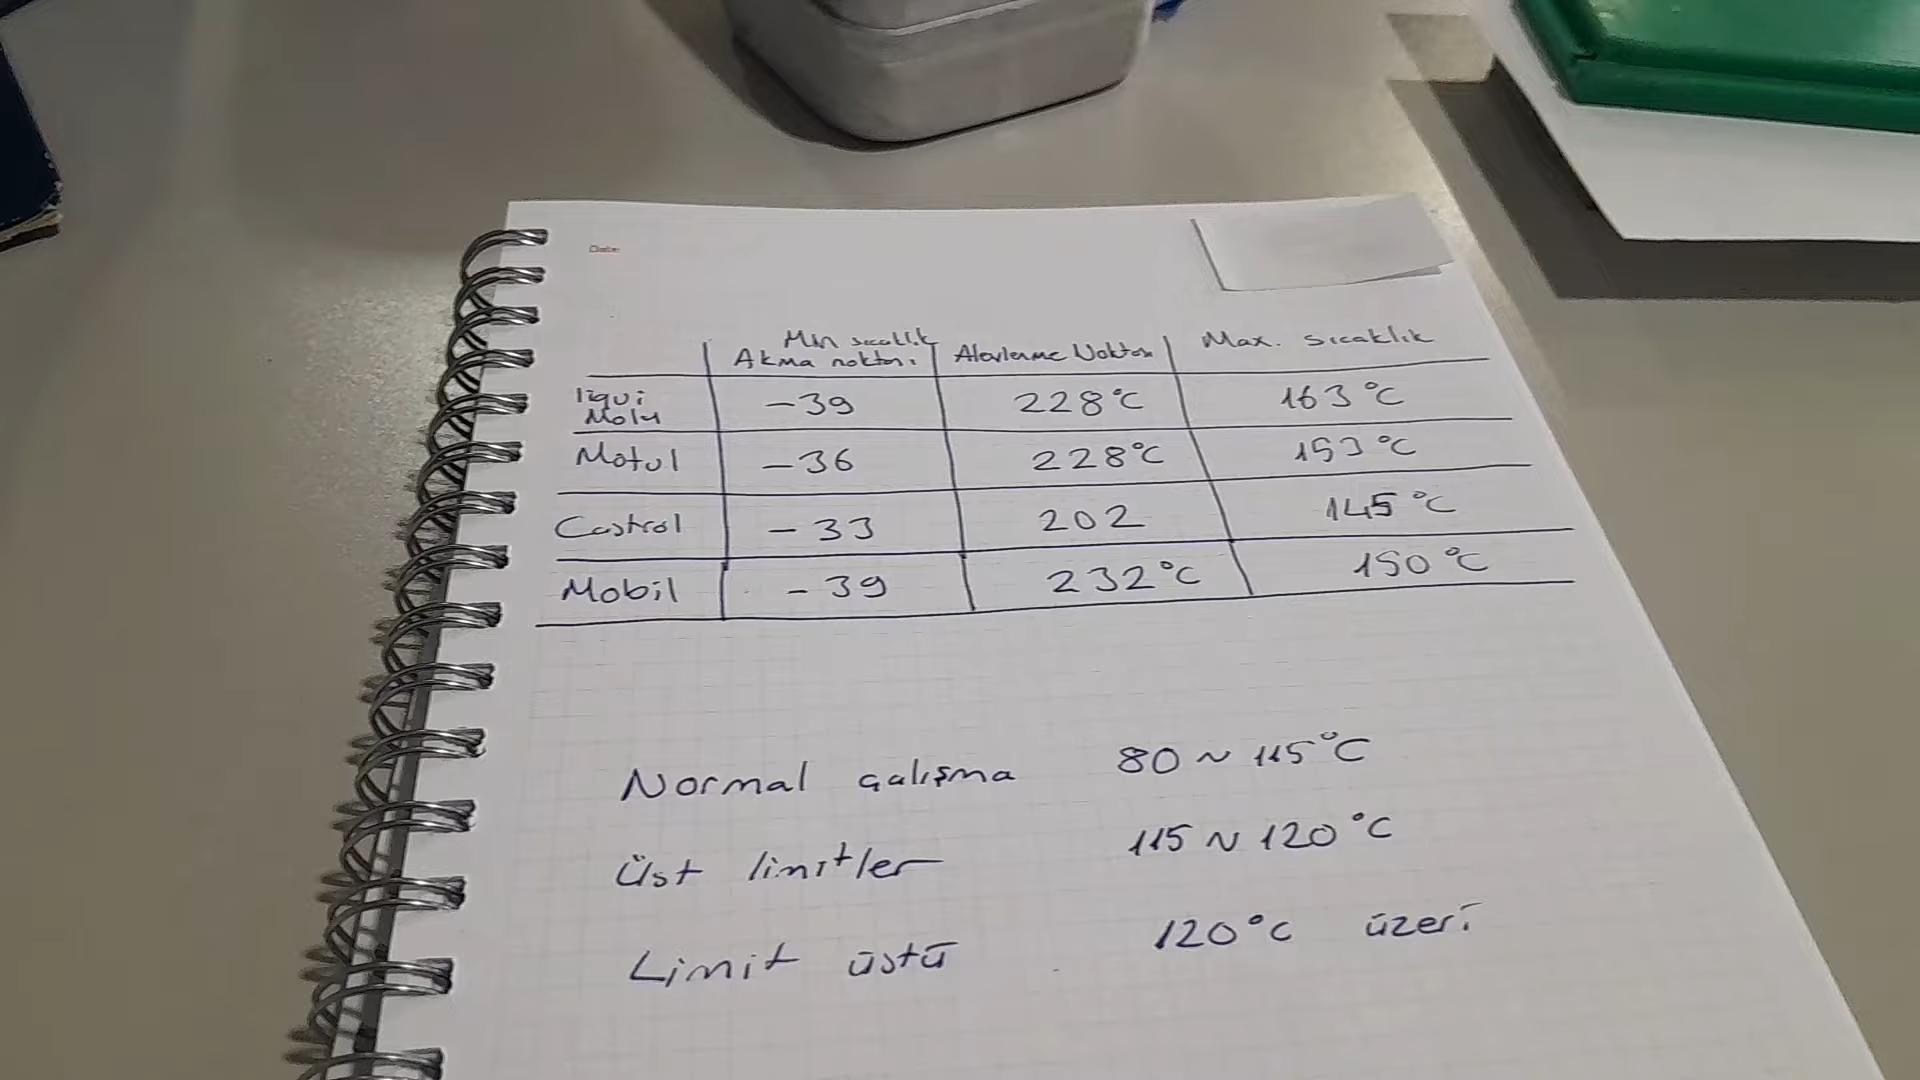 Date:
Min sıcaklık
Akma noktası Alevlenme Noktası Max. sıcaklık
liqui
Moly -39 228°C 163°C
Motul -36 228°C 153°C
Castrol -33 202 145°C
Mobil -39 232°C 150°C
Normal çalışma 80 ~ 115°C
Üst limitler 115 ~ 120°C
Limit üstü 120°C üzeri